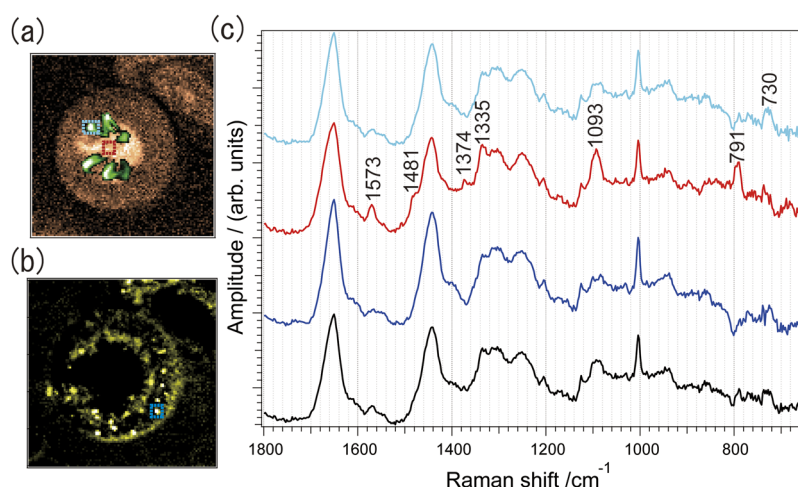 (a)
(b)
(c)
Amplitude / (arb. units)
730
1335
1093
1374
1481
1573
791
1800 1600 1400 1200 1000 800
Raman shift /cm⁻¹